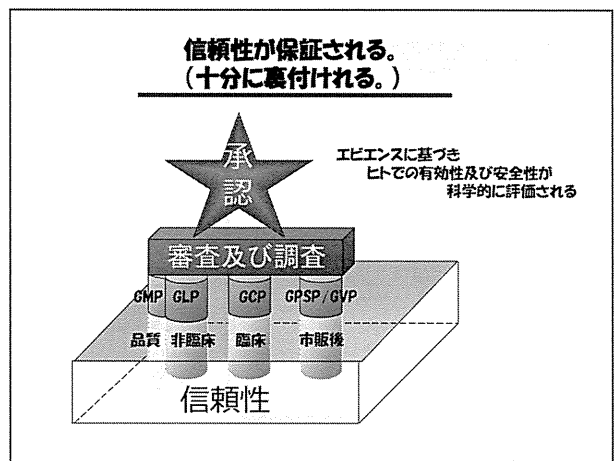 信頼性が保証される。
（十分に裏付けれる。）
承
認
エビエンスに基づき
ヒトでの有効性及び安全性が
科学的に評価される
審査及び調査
GMP GLP GCP GPSP/GVP
品質 非臨床 臨床 市販後
信頼性